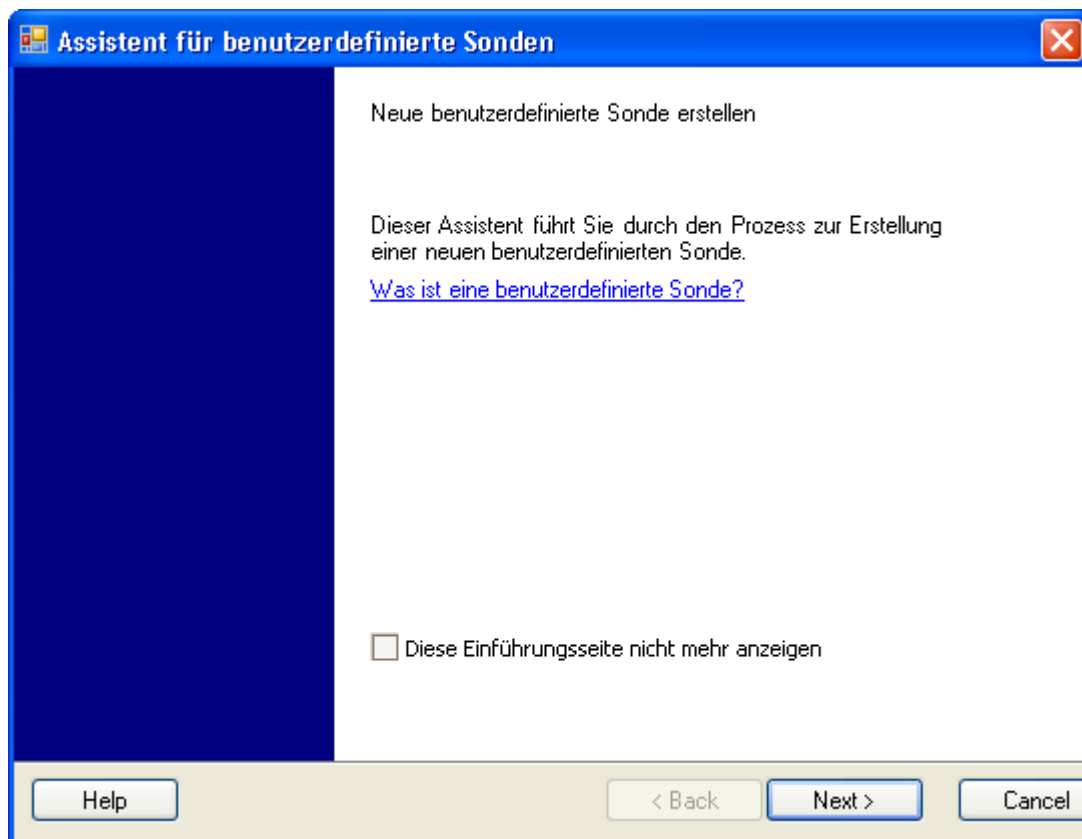 Assistent für benutzerdefinierte Sonden
Neue benutzerdefinierte Sonde erstellen
Dieser Assistent führt Sie durch den Prozess zur Erstellung
einer neuen benutzerdefinierten Sonde.
Was ist eine benutzerdefinierte Sonde?
Diese Einführungsseite nicht mehr anzeigen
Help
< Back
Next >
Cancel